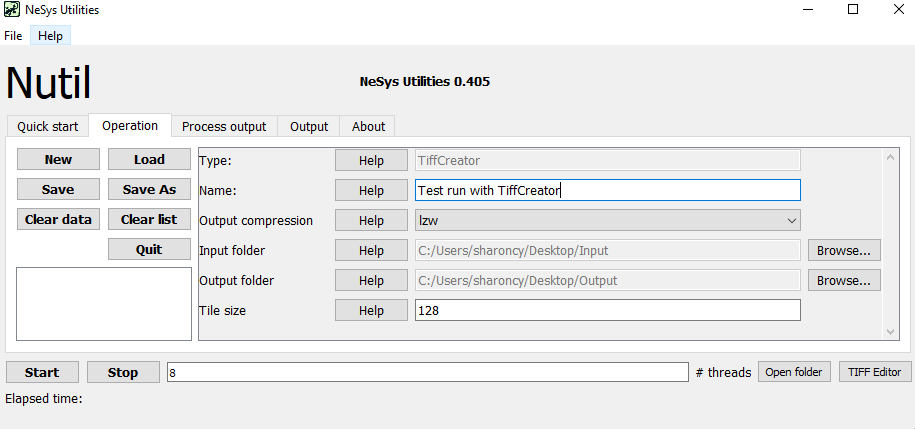 NeSys Utilities
File Help
Nutil
NeSys Utilities 0.405
Quick start Operation Process output Output About
New Load
Save Save As
Clear data Clear list
Quit
Type: Help TiffCreator
Name: Help Test run with TiffCreator
Output compression Help lzw
Input folder Help C:/Users/sharoncy/Desktop/Input Browse...
Output folder Help C:/Users/sharoncy/Desktop/Output Browse...
Tile size Help 128
Start Stop 8 # threads Open folder TIFF Editor
Elapsed time: